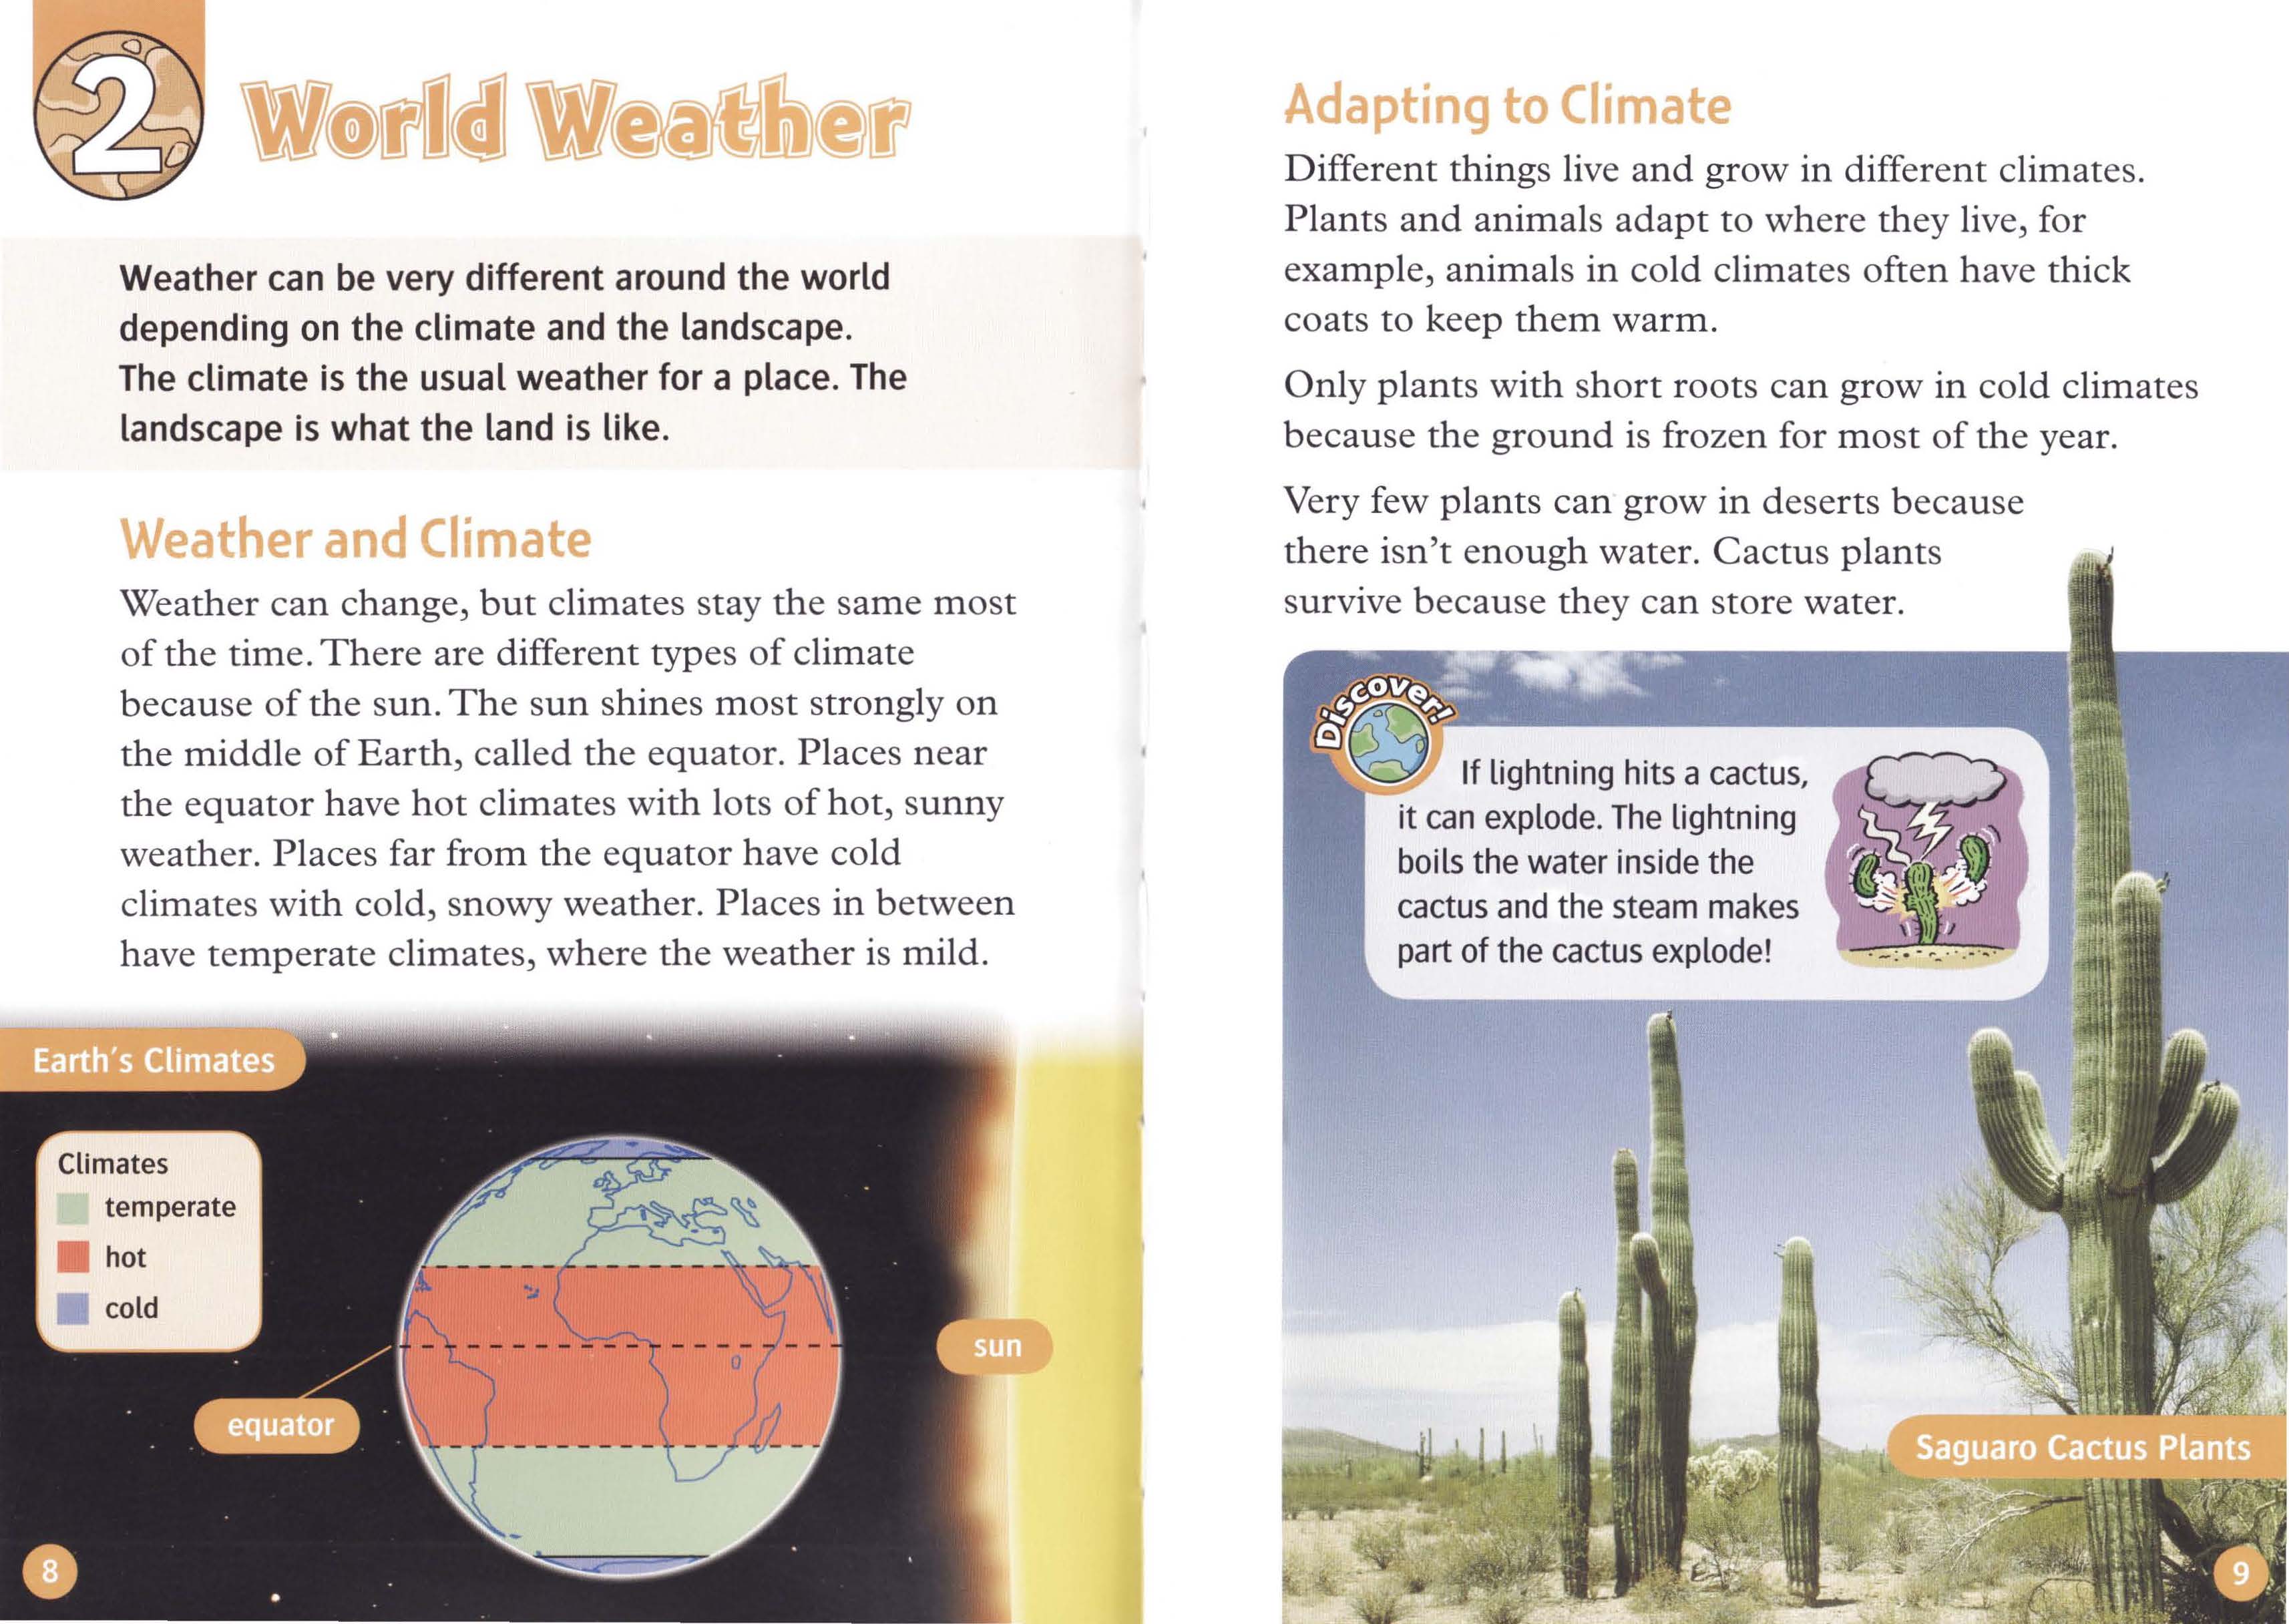 2
World Weather
Weather can be very different around the world
depending on the climate and the landscape.
The climate is the usual weather for a place. The
landscape is what the land is like.
Weather and Climate
Weather can change, but climates stay the same most
of the time. There are different types of climate
because of the sun. The sun shines most strongly on
the middle of Earth, called the equator. Places near
the equator have hot climates with lots of hot, sunny
weather. Places far from the equator have cold
climates with cold, snowy weather. Places in between
have temperate climates, where the weather is mild.
Earth's Climates
Climates
temperate
hot
cold
equator
sun
8
Adapting to Climate
Different things live and grow in different climates.
Plants and animals adapt to where they live, for
example, animals in cold climates often have thick
coats to keep them warm.
Only plants with short roots can grow in cold climates
because the ground is frozen for most of the year.
Very few plants can grow in deserts because
there isn't enough water. Cactus plants
survive because they can store water.
Discover!
If lightning hits a cactus,
it can explode. The lightning
boils the water inside the
cactus and the steam makes
part of the cactus explode!
Saguaro Cactus Plants
9